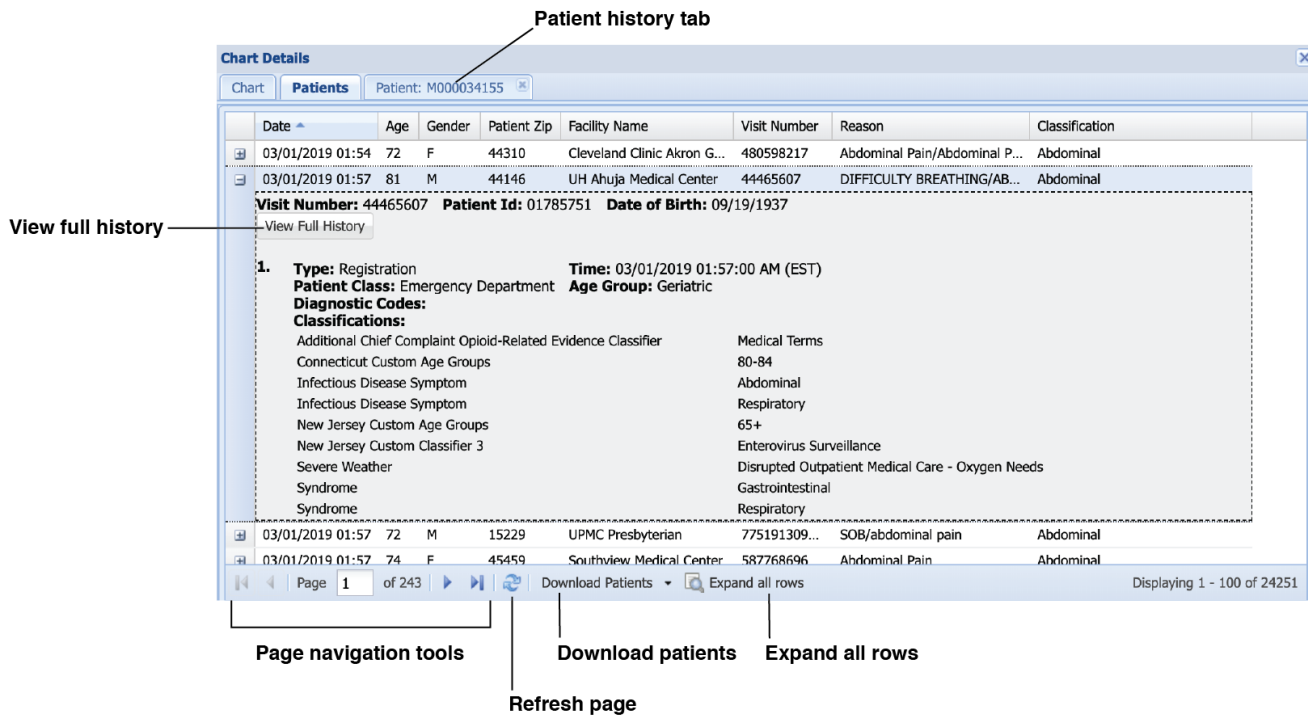 Patient history tab
Chart Details
Chart Patients Patient: M000034155
Date Age Gender Patient Zip Facility Name Visit Number Reason Classification
03/01/2019 01:54 72 F 44310 Cleveland Clinic Akron G... 480598217 Abdominal Pain/Abdominal P... Abdominal
03/01/2019 01:57 81 M 44146 UH Ahuja Medical Center 44465607 DIFFICULTY BREATHING/AB... Abdominal
Visit Number: 44465607 Patient Id: 01785751 Date of Birth: 09/19/1937
View full history
View Full History
1. Type: Registration Time: 03/01/2019 01:57:00 AM (EST)
Patient Class: Emergency Department Age Group: Geriatric
Diagnostic Codes:
Classifications:
Additional Chief Complaint Opioid-Related Evidence Classifier Medical Terms
Connecticut Custom Age Groups 80-84
Infectious Disease Symptom Abdominal
Infectious Disease Symptom Respiratory
New Jersey Custom Age Groups 65+
New Jersey Custom Classifier 3 Enterovirus Surveillance
Severe Weather Disrupted Outpatient Medical Care - Oxygen Needs
Syndrome Gastrointestinal
Syndrome Respiratory
03/01/2019 01:57 72 M 15229 UPMC Presbyterian 775191309... SOB/abdominal pain Abdominal
03/01/2019 01:57 74 F 45459 Southview Medical Center 587768696 Abdominal Pain Abdominal
Page 1 of 243 Download Patients Expand all rows Displaying 1 - 100 of 24251
Page navigation tools Download patients Expand all rows
Refresh page